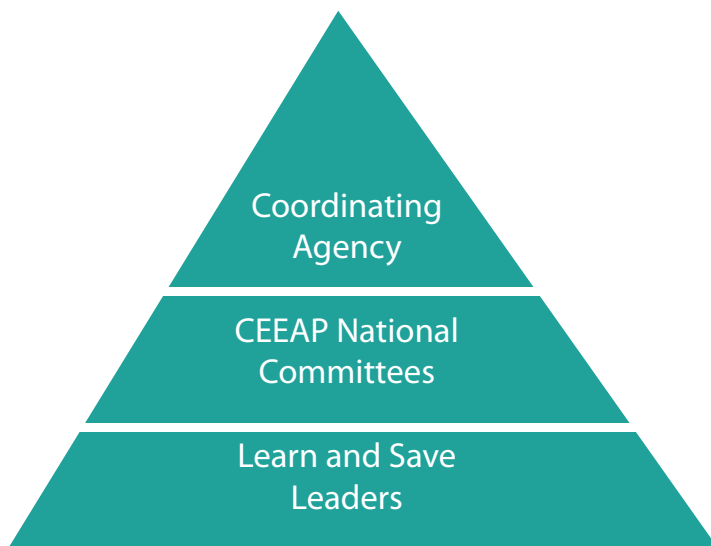 Coordinating
Agency
CEEAP National
Committees
Learn and Save
Leaders